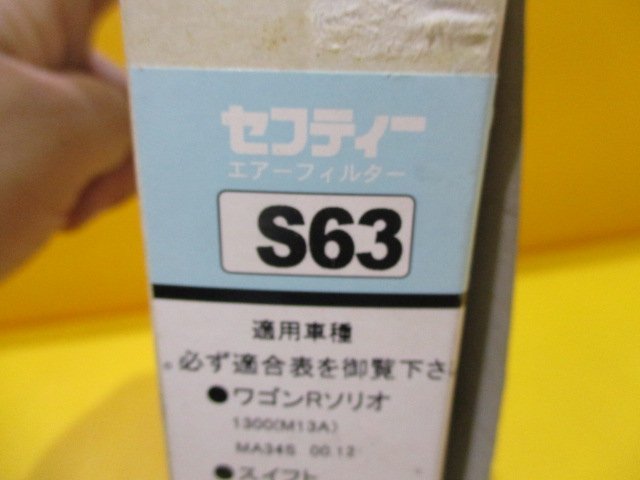 セフティー
エアーフィルター
S63
適用車種
。必ず適合表を御覧下さ
●ワゴンRソリオ
1300(M13A)
MA34S 00.12
●スイフト